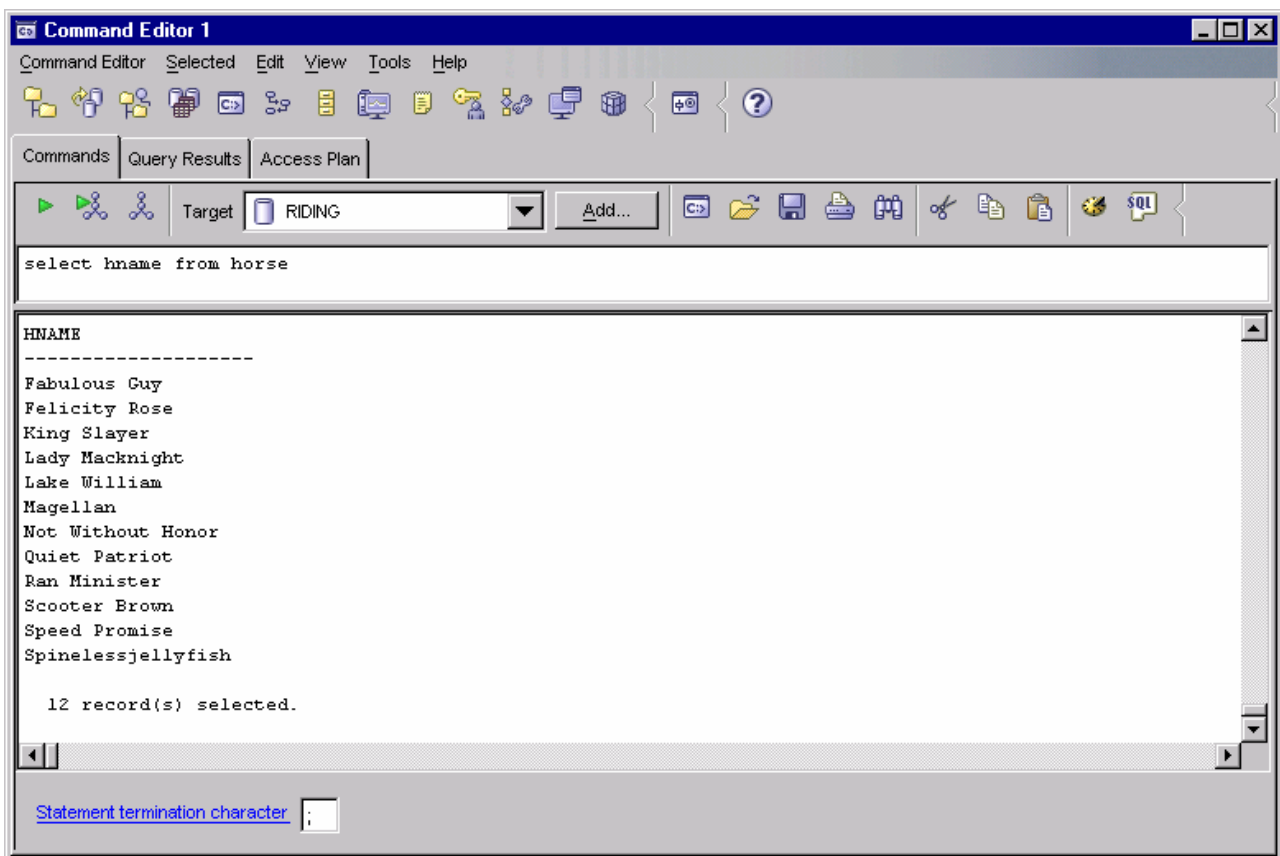 Command Editor 1
Command Editor Selected Edit View Tools Help
Commands Query Results Access Plan
Target RIDING Add... SQL
select hname from horse
HNAME
--------------------
Fabulous Guy
Felicity Rose
King Slayer
Lady Macknight
Lake William
Magellan
Not Without Honor
Quiet Patriot
Ran Minister
Scooter Brown
Speed Promise
Spinelessjellyfish
12 record(s) selected.
Statement termination character ;